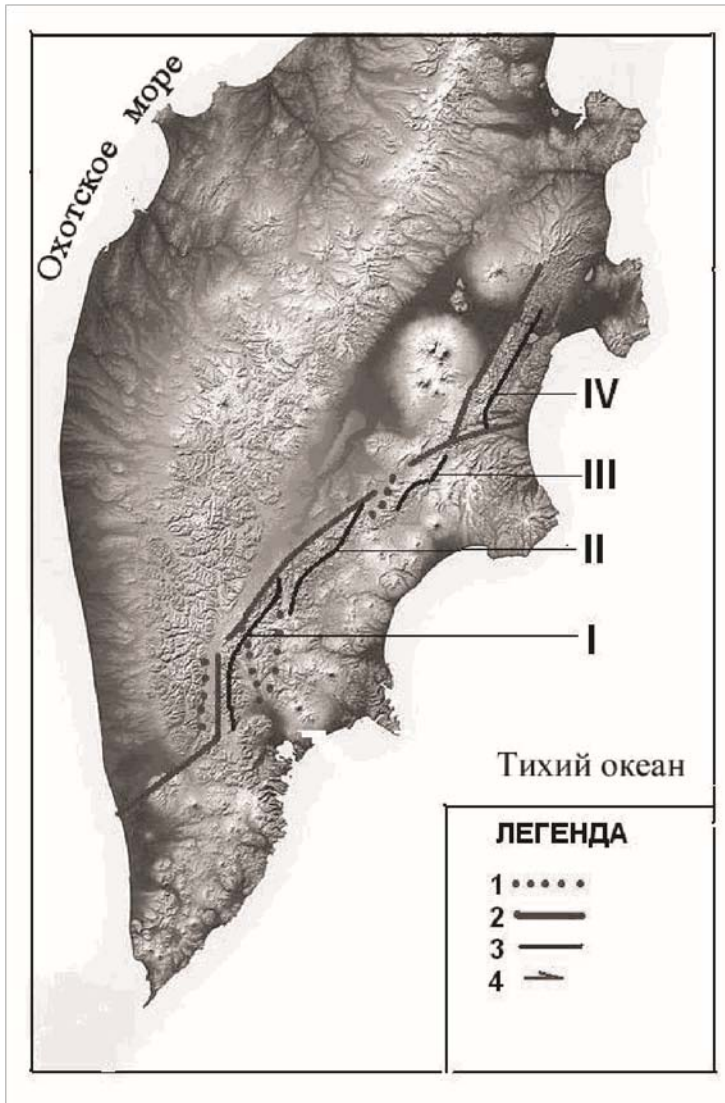 Охотское море
IV
III
II
I
Тихий океан
ЛЕГЕНДА
1
2
3
4